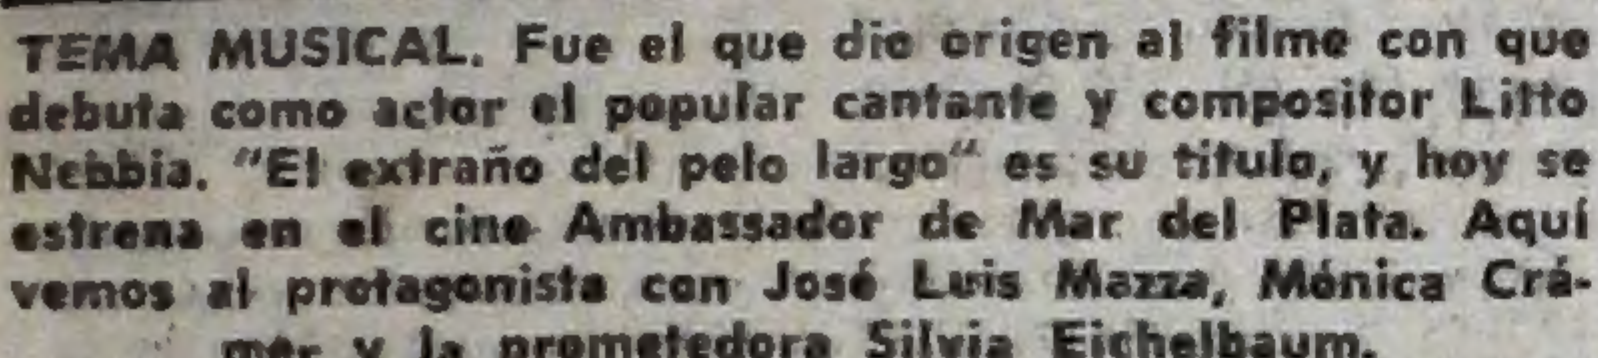 TEMA MUSICAL. Fue el que dio origen al filme con que
debuta como actor el popular cantante y compositor Litto
Nebbia. "El extraño del pelo largo" es su titulo, y hoy se
estrena en el cine Ambassador de Mar del Plata. Aquí
vemos al protagonista con José Luis Mazza, Mónica Crá-
mer y la prometedora Silvia Eichelbaum.